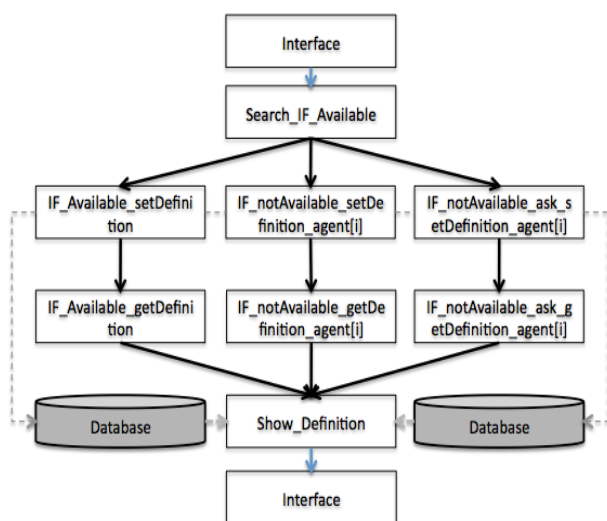 Interface
Search_IF_Available
IF_Available_setDefini
tion
IF_notAvailable_setDe
finition_agent[i]
IF_notAvailable_ask_s
etDefinition_agent[i]
IF_Available_getDefini
tion
IF_notAvailable_getDe
finition_agent[i]
IF_notAvailable_ask_g
etDefinition_agent[i]
Database
Show_Definition
Database
Interface